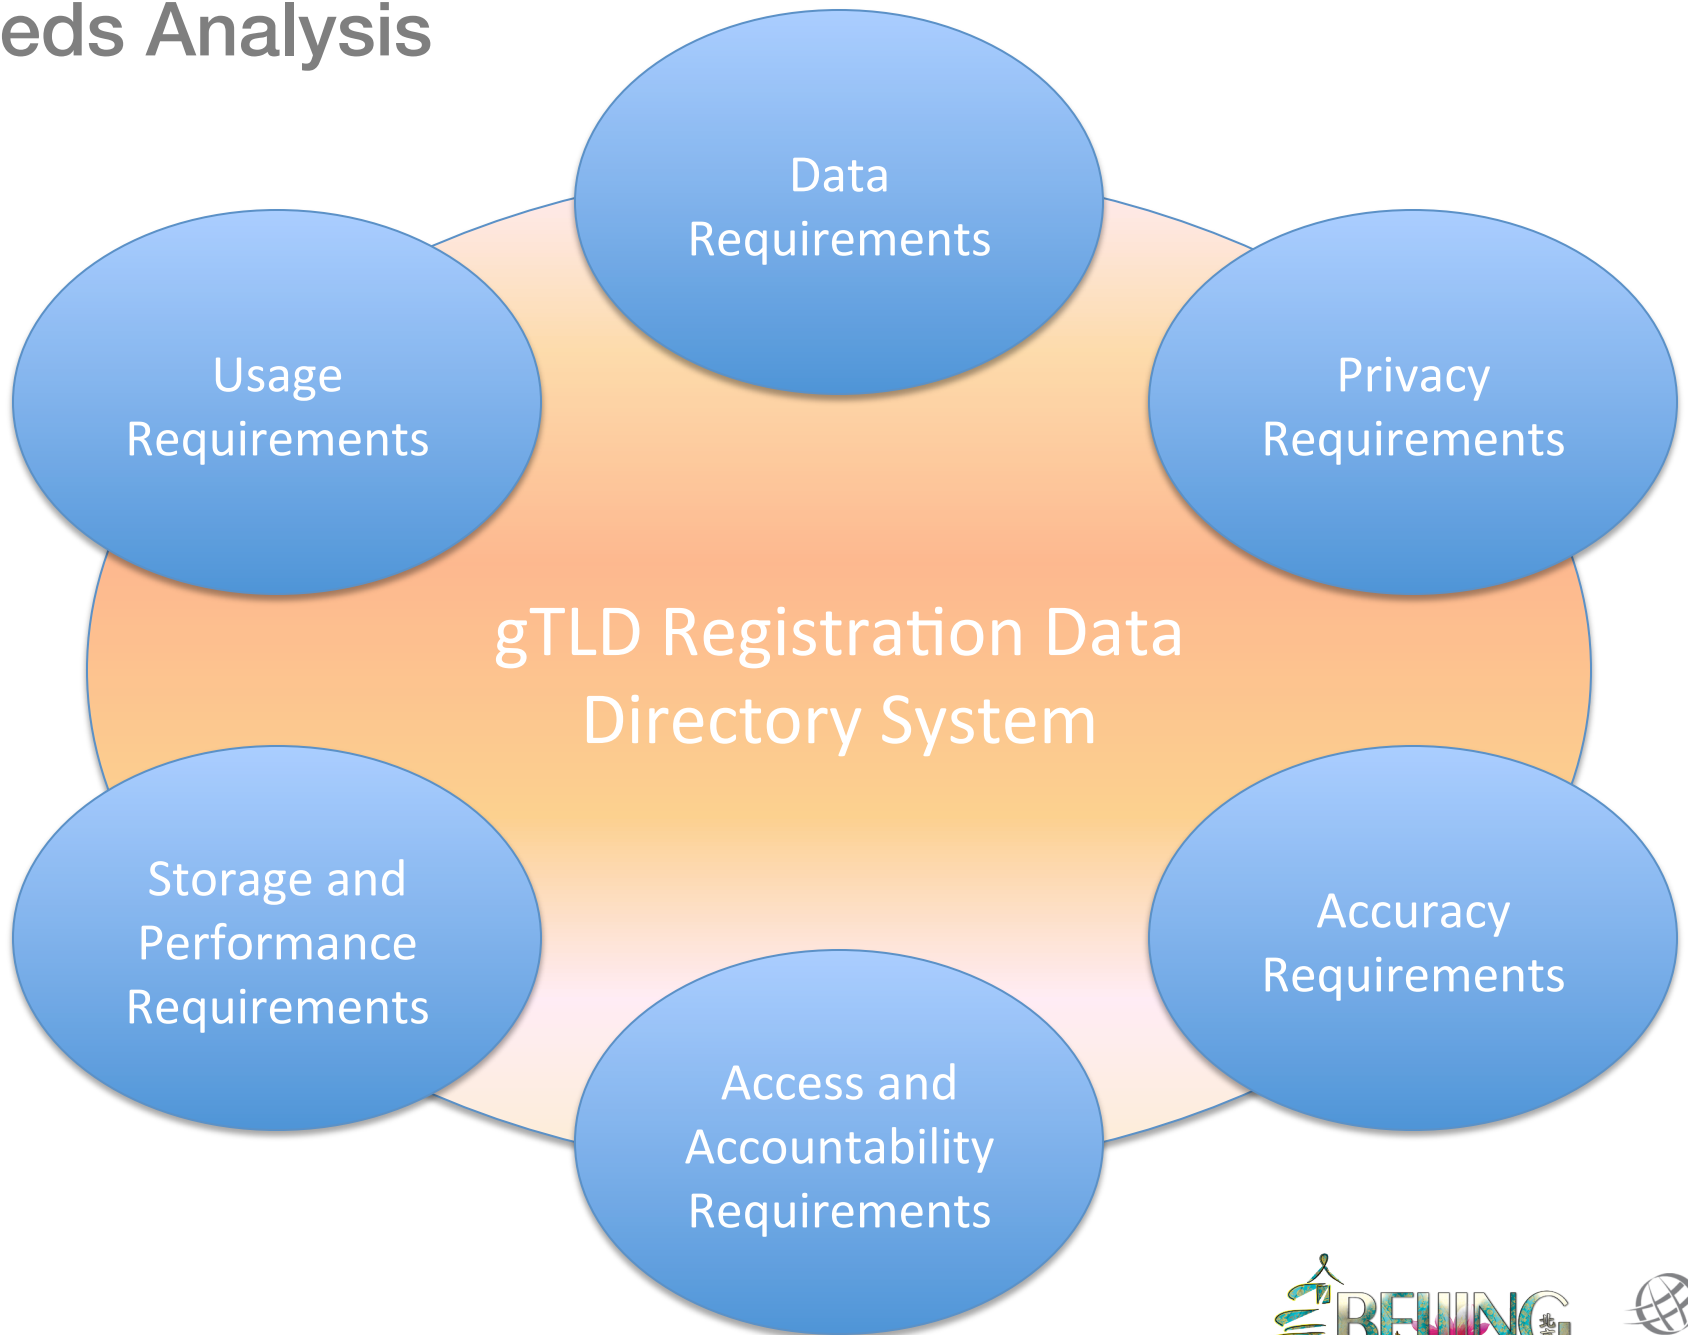 eds Analysis
Data
Requirements
Usage
Requirements
Privacy
Requirements
gTLD Registration Data
Directory System
Storage and
Performance
Requirements
Accuracy
Requirements
Access and
Accountability
Requirements
BEIJING